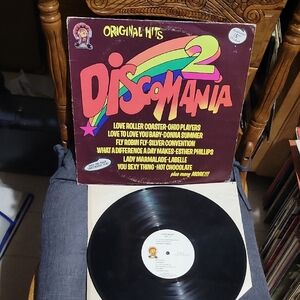 ORIGINAL HITS
2
DISCOMANIA
LOVE ROLLER COASTER-OHIO PLAYERS
LOVE TO LOVE YOU BABY-DONNA SUMMER
FLY ROBIN FLY-SILVER CONVENTION
WHAT A DIFFERENCE A DAY MAKES-ESTHER PHILLIPS
LADY MARMALADE-LABELLE
YOU SEXY THING-HOT CHOCOLATE
plus many MORE!!!